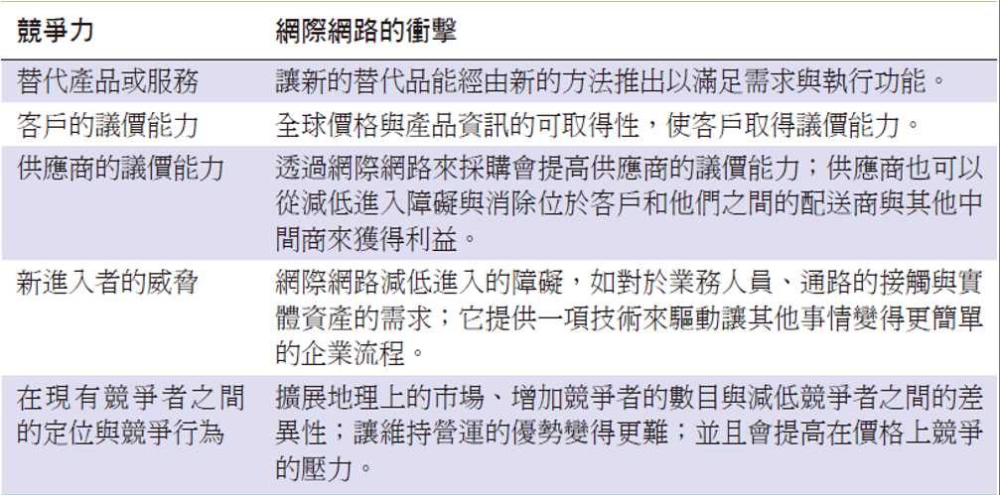 競爭力 網際網路的衝擊
替代產品或服務 讓新的替代品能經由新的方法推出以滿足需求與執行功能。
客戶的議價能力 全球價格與產品資訊的可取得性，使客戶取得議價能力。
供應商的議價能力 透過網際網路來採購會提高供應商的議價能力；供應商也可以
從減低進入障礙與消除位於客戶和他們之間的配送商與其他中
間商來獲得利益。
新進入者的威脅 網際網路減低進入的障礙，如對於業務人員、通路的接觸與實
體資產的需求；它提供一項技術來驅動讓其他事情變得更簡單
的企業流程。
在現有競爭者之間 擴展地理上的市場、增加競爭者的數目與減低競爭者之間的差
的定位與競爭行為 異性；讓維持營運的優勢變得更難；並且會提高在價格上競爭
的壓力。